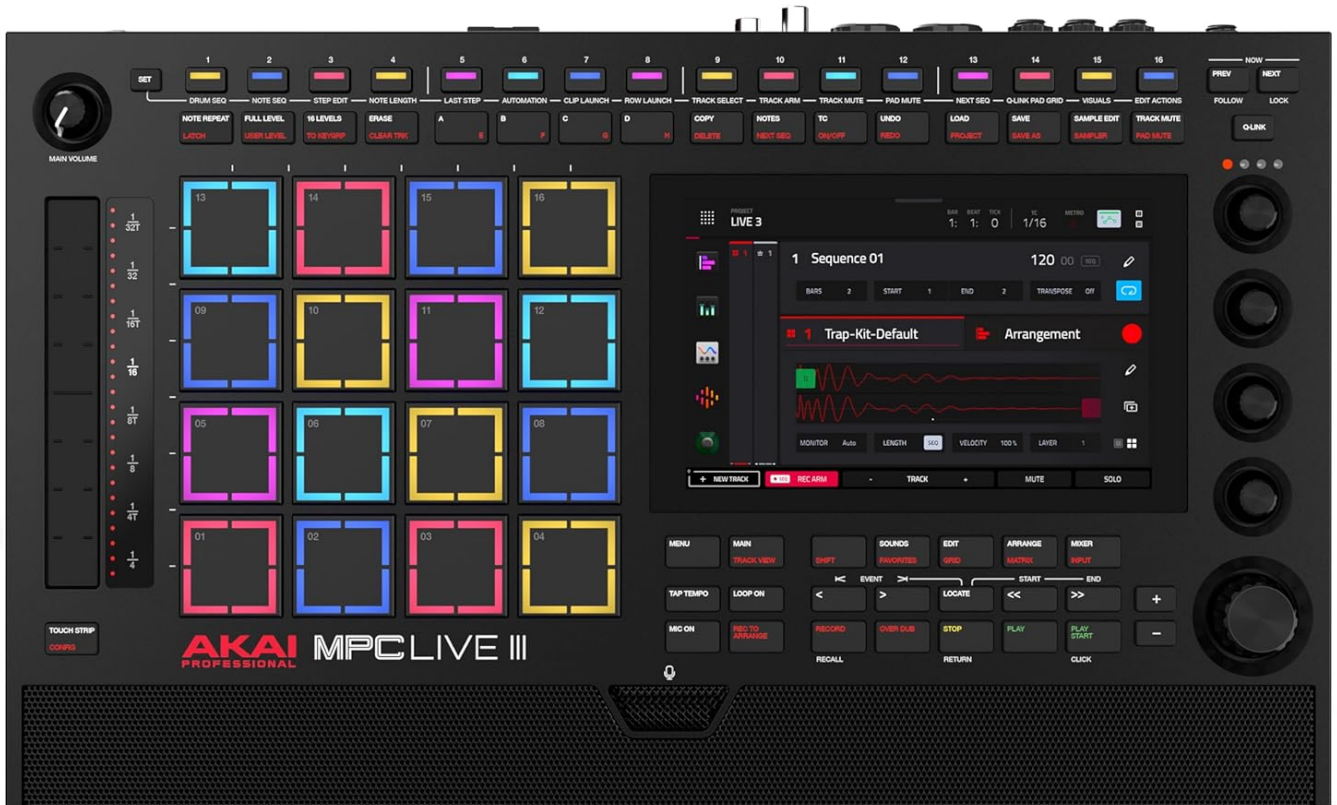 1 2 3 4 5 6 7 8 9 10 11 12 13 14 15 16
NOW
SET
PREV NEXT
DRUM SEQ NOTE SEQ STEP EDIT NOTE LENGTH LAST STEP AUTOMATION CLIP LAUNCH ROW LAUNCH TRACK SELECT TRACK ARM TRACK MUTE PAD MUTE NEXT SEQ Q-LINK PAD GRID VISUALS EDIT ACTIONS
FOLLOW LOCK
NOTE REPEAT FULL LEVEL 16 LEVELS ERASE A B C D COPY NOTES TC UNDO LOAD SAVE SAMPLE EDIT TRACK MUTE
LATCH USER LEVEL TO KEYGRP CLEAR TRK E F G H DELETE NEXT SEQ ON/OFF REDO PROJECT SAVE AS SAMPLER PAD MUTE
Q-LINK
MAIN VOLUME
13 14 15 16
09 10 11 12
05 06 07 08
01 02 03 04
1/32T
1/32
1/16T
1/16
1/8T
1/8
1/4T
1/4
TOUCH STRIP
CONFIG
AKAI
PROFESSIONAL
MPC LIVE III
PROJECT
LIVE 3
BAR BEAT TICK TC METRO
1: 1: 0 1/16
1 1
1 Sequence 01 120 00 SEQ
BARS 2 START 1 END 2 TRANSPOSE Off
1 Trap-Kit-Default Arrangement
MONITOR Auto LENGTH SEQ VELOCITY 100% LAYER 1
+ NEW TRACK SEQ REC ARM - TRACK + MUTE SOLO
MENU MAIN SOUNDS EDIT ARRANGE MIXER
TRACK VIEW SHIFT FAVORITES GRID MATRIX INPUT
EVENT START END
TAP TEMPO LOOP ON < > LOCATE << >> +
MIC ON REC TO ARRANGE RECORD OVER DUB STOP PLAY PLAY START -
RECALL RETURN CLICK